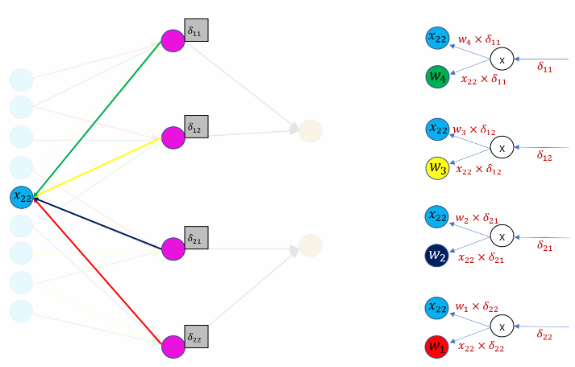 δ₁₁
δ₁₂
x₂₂
δ₂₁
δ₂₂
x₂₂ w₄ × δ₁₁
x
δ₁₁
w₄ x₂₂ × δ₁₁
x₂₂ w₃ × δ₁₂
x
δ₁₂
w₃ x₂₂ × δ₁₂
x₂₂ w₂ × δ₂₁
x
δ₂₁
w₂ x₂₂ × δ₂₁
x₂₂ w₁ × δ₂₂
x
δ₂₂
w₁ x₂₂ × δ₂₂